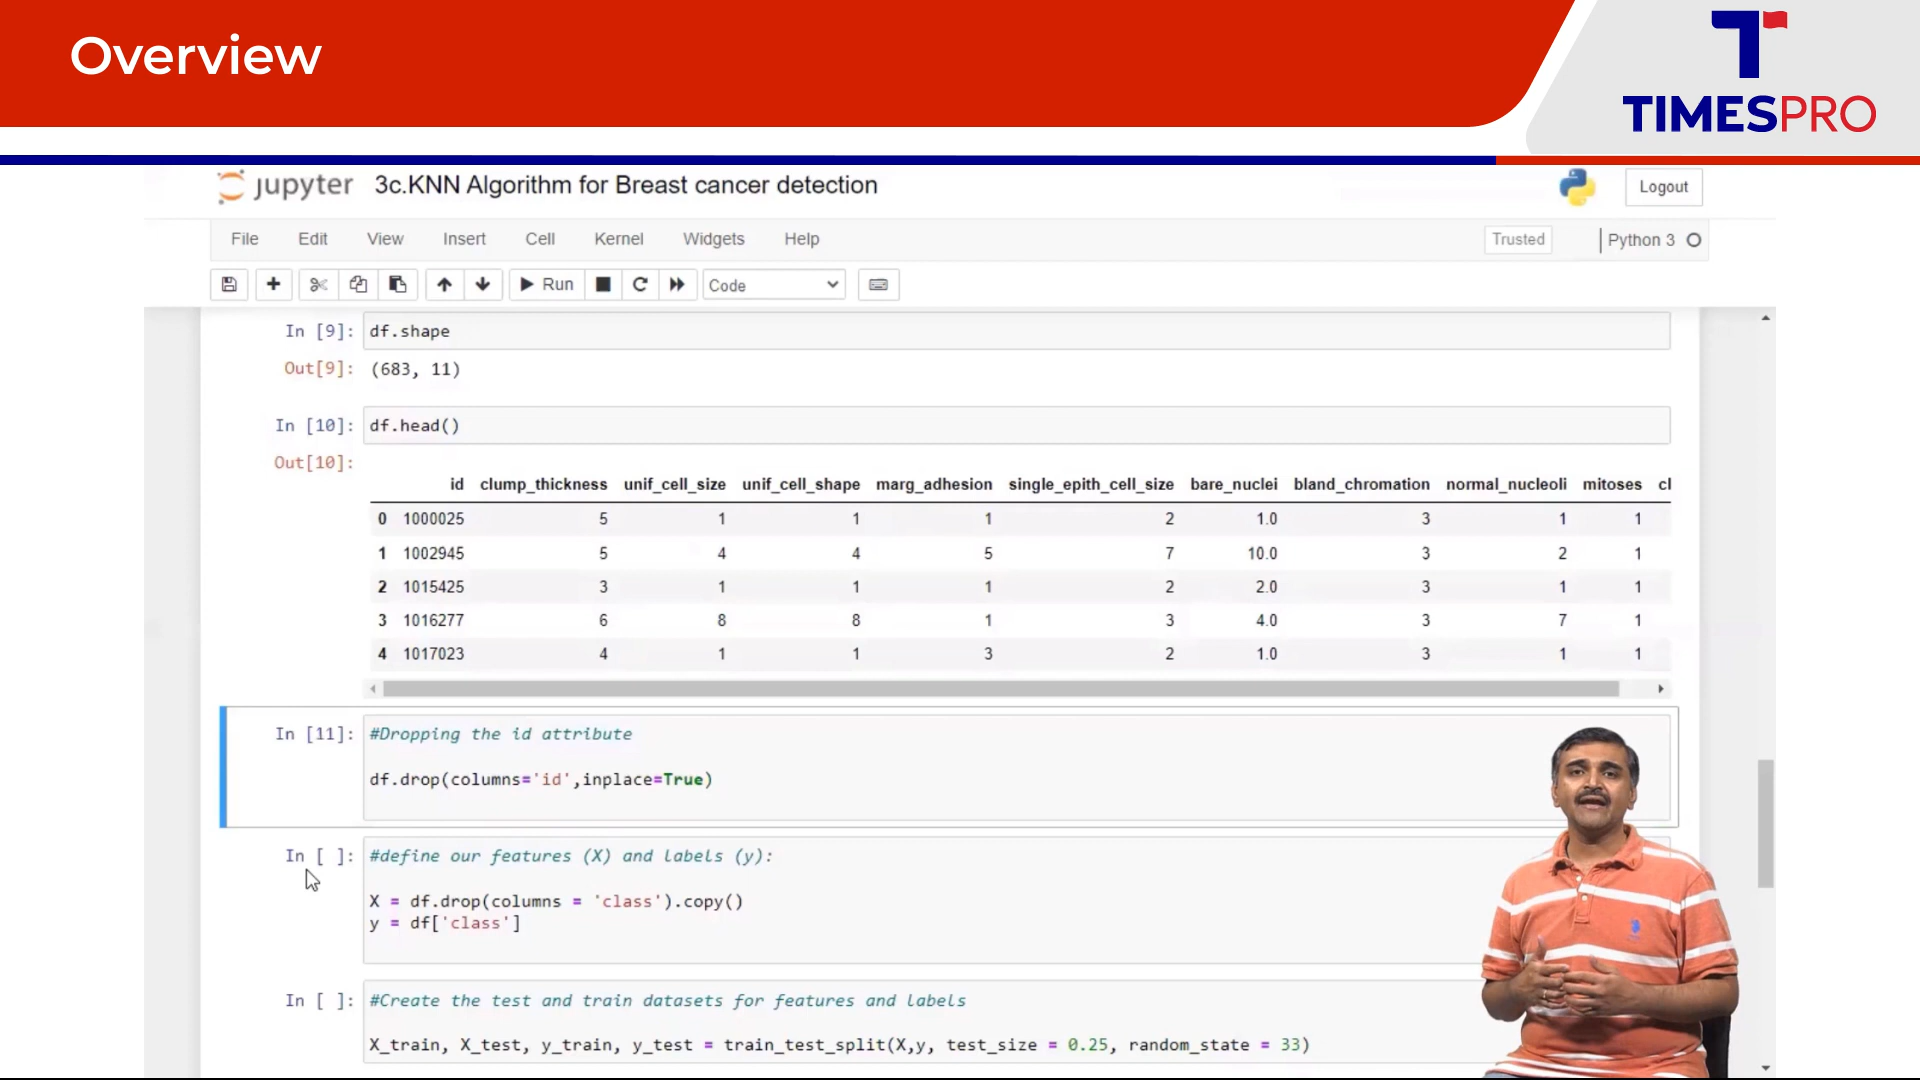 Overview
TIMESPRO
jupyter 3c.KNN Algorithm for Breast cancer detection Logout
File Edit View Insert Cell Kernel Widgets Help Trusted Python 3
Run Code
In [9]: df.shape
Out[9]: (683, 11)
In [10]: df.head()
Out[10]:
id clump_thickness unif_cell_size unif_cell_shape marg_adhesion single_epith_cell_size bare_nuclei bland_chromation normal_nucleoli mitoses cl
0 1000025 5 1 1 1 2 1.0 3 1 1
1 1002945 5 4 4 5 7 10.0 3 2 1
2 1015425 3 1 1 1 2 2.0 3 1 1
3 1016277 6 8 8 1 3 4.0 3 7 1
4 1017023 4 1 1 3 2 1.0 3 1 1
In [11]: #Dropping the id attribute
df.drop(columns='id',inplace=True)
In [ ]: #define our features (X) and labels (y):
X = df.drop(columns = 'class').copy()
y = df['class']
In [ ]: #Create the test and train datasets for features and labels
X_train, X_test, y_train, y_test = train_test_split(X,y, test_size = 0.25, random_state = 33)